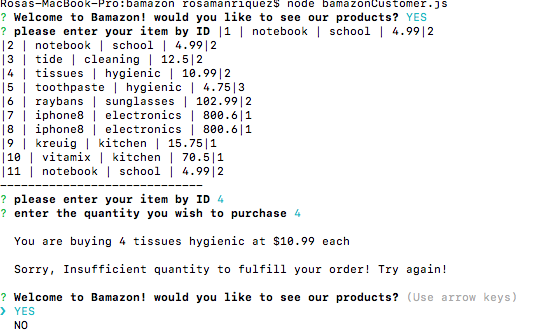 Rosas-MacBook-Pro:bamazon rosamanriquez$ node bamazonCustomer.js
? Welcome to Bamazon! would you like to see our products? YES
? please enter your item by ID |1 | notebook | school | 4.99|2
|2 | notebook | school | 4.99|2
|3 | tide | cleaning | 12.5|2
|4 | tissues | hygienic | 10.99|2
|5 | toothpaste | hygienic | 4.75|3
|6 | raybans | sunglasses | 102.99|2
|7 | iphone8 | electronics | 800.6|1
|8 | iphone8 | electronics | 800.6|1
|9 | kreuig | kitchen | 15.75|1
|10 | vitamix | kitchen | 70.5|1
|11 | notebook | school | 4.99|2
-----------------------------
? please enter your item by ID 4
? enter the quantity you wish to purchase 4
You are buying 4 tissues hygienic at $10.99 each
Sorry, Insufficient quantity to fulfill your order! Try again!
? Welcome to Bamazon! would you like to see our products? (Use arrow keys)
❯ YES
NO